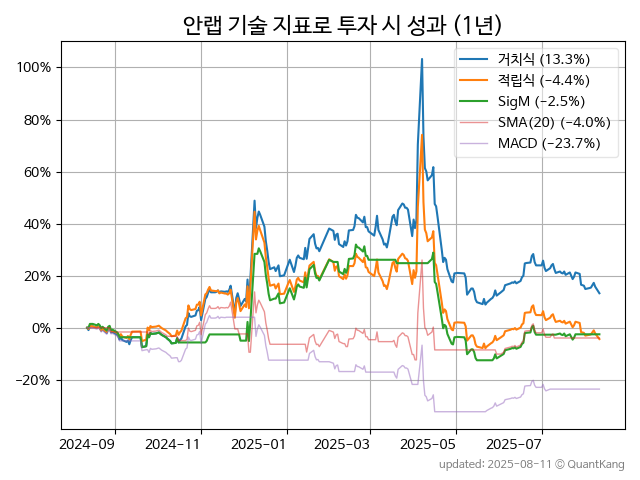 안랩 기술 지표로 투자 시 성과 (1년)
거치식 (13.3%)
적립식 (−4.4%)
SigM (−2.5%)
SMA(20) (−4.0%)
MACD (−23.7%)
100%
80%
60%
40%
20%
0%
−20%
2024-09
2024-11
2025-01
2025-03
2025-05
2025-07
updated: 2025-08-11 © QuantKang